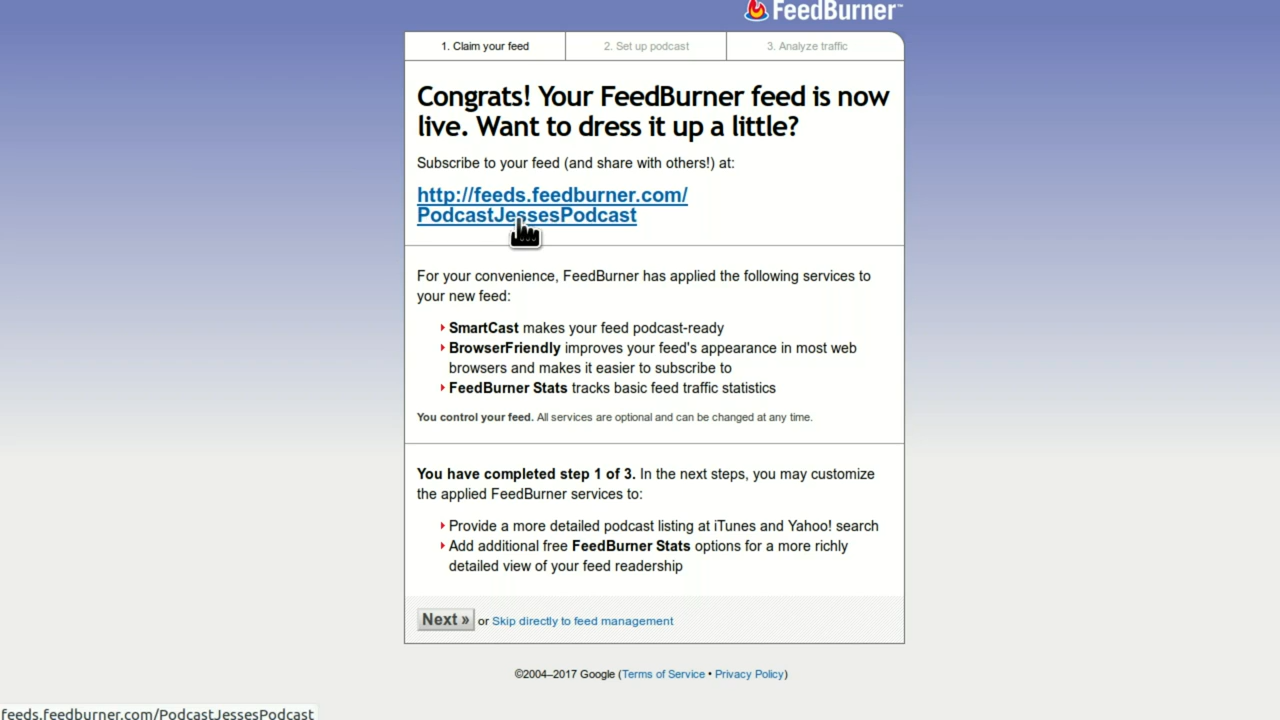 FeedBurner™
1. Claim your feed
2. Set up podcast
3. Analyze traffic
Congrats! Your FeedBurner feed is now
live. Want to dress it up a little?
Subscribe to your feed (and share with others!) at:
http://feeds.feedburner.com/
PodcastJessesPodcast
For your convenience, FeedBurner has applied the following services to
your new feed:
SmartCast makes your feed podcast-ready
BrowserFriendly improves your feed's appearance in most web
browsers and makes it easier to subscribe to
FeedBurner Stats tracks basic feed traffic statistics
You control your feed. All services are optional and can be changed at any time.
You have completed step 1 of 3. In the next steps, you may customize
the applied FeedBurner services to:
Provide a more detailed podcast listing at iTunes and Yahoo! search
Add additional free FeedBurner Stats options for a more richly
detailed view of your feed readership
Next » or Skip directly to feed management
©2004–2017 Google (Terms of Service • Privacy Policy)
feeds.feedburner.com/PodcastJessesPodcast